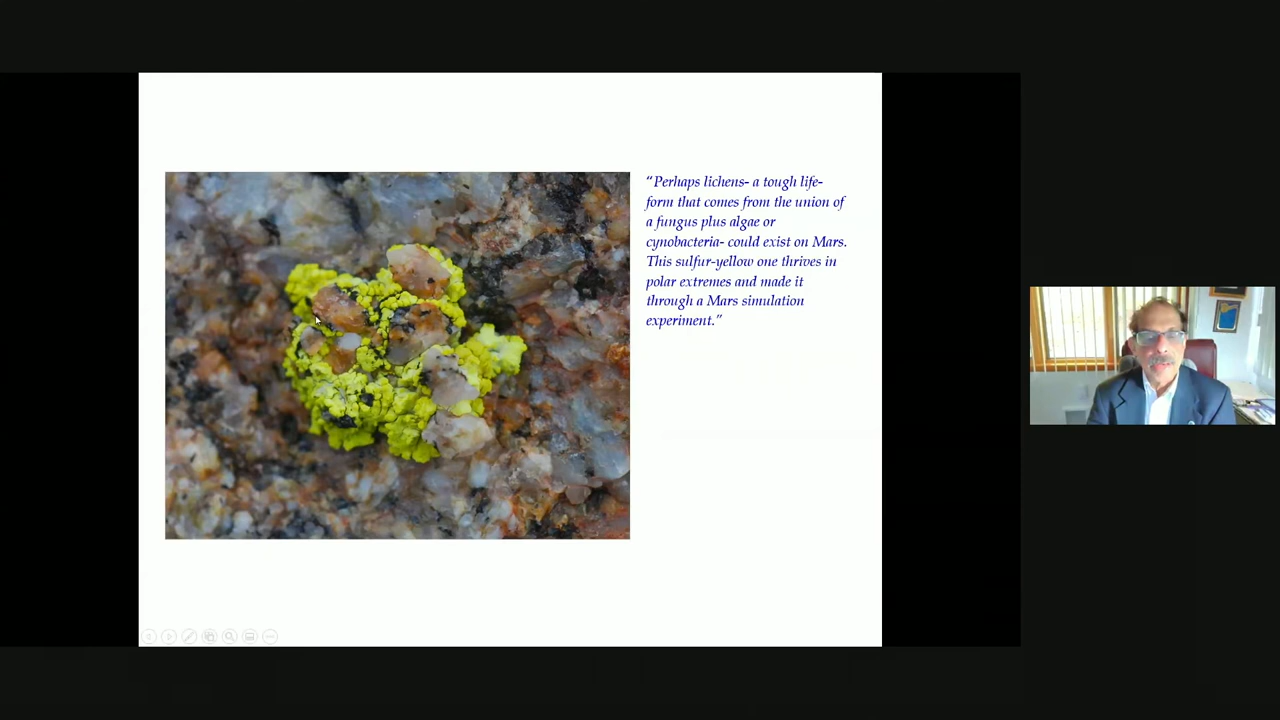 “Perhaps lichens- a tough life-
form that comes from the union of
a fungus plus algae or
cynobacteria- could exist on Mars.
This sulfur-yellow one thrives in
polar extremes and made it
through a Mars simulation
experiment.”